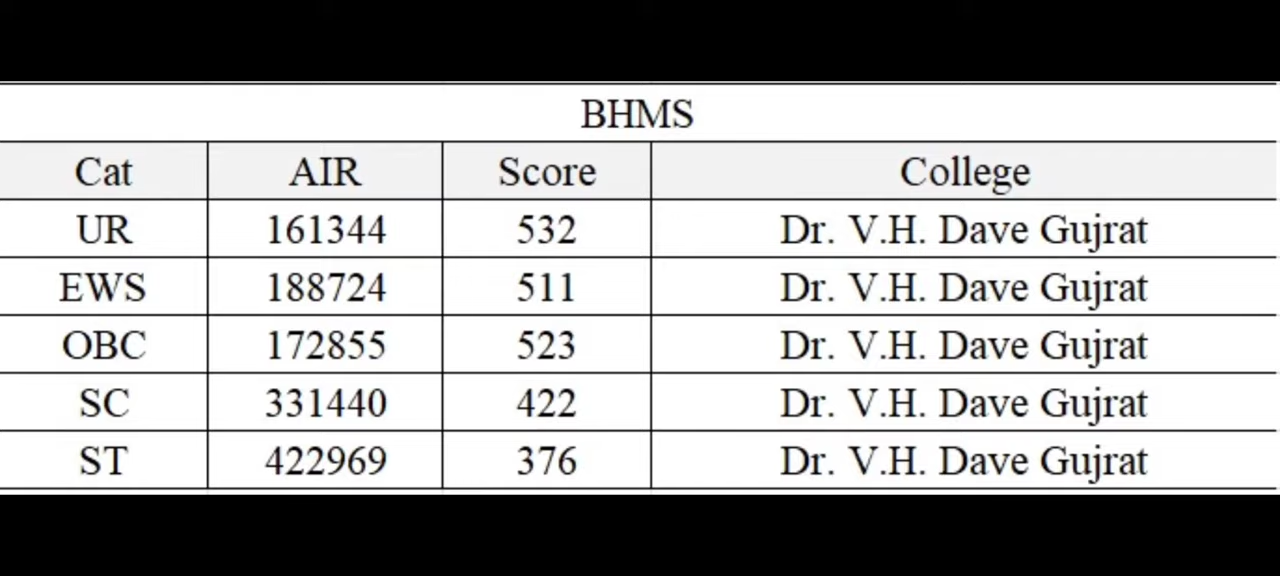 BHMS
Cat AIR Score College
UR 161344 532 Dr. V.H. Dave Gujrat
EWS 188724 511 Dr. V.H. Dave Gujrat
OBC 172855 523 Dr. V.H. Dave Gujrat
SC 331440 422 Dr. V.H. Dave Gujrat
ST 422969 376 Dr. V.H. Dave Gujrat